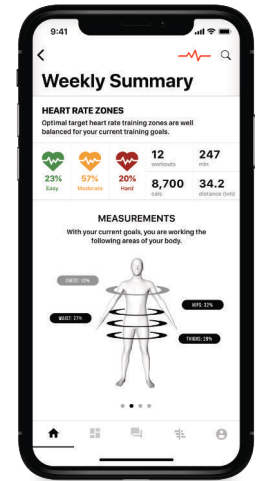 9:41
Weekly Summary
HEART RATE ZONES
Optimal target heart rate training zones are well
balanced for your current training goals.
12 247
workouts min
23% 57% 20%
Easy Moderate Hard
8,700 34.2
cals distance (km)
MEASUREMENTS
With your current goals, you are working the
following areas of your body.
CHEST: 12%
HIPS: 32%
WAIST: 27%
THIGHS: 29%